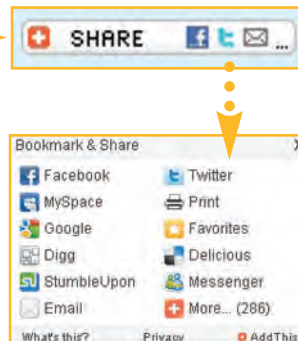 SHARE ...
Bookmark & Share X
Facebook Twitter
MySpace Print
Google Favorites
Digg Delicious
StumbleUpon Messenger
Email More... (286)
What's this? Privacy AddThis